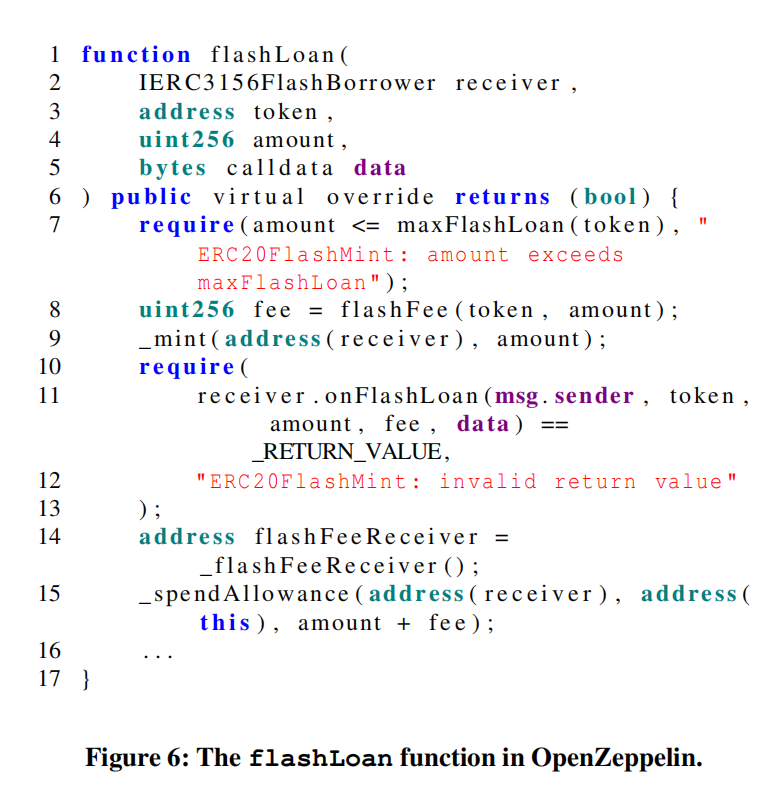 1 function flashLoan(
2 IERC3156FlashBorrower receiver,
3 address token,
4 uint256 amount,
5 bytes calldata data
6 ) public virtual override returns (bool) {
7 require(amount <= maxFlashLoan(token), "
ERC20FlashMint: amount exceeds
maxFlashLoan");
8 uint256 fee = flashFee(token, amount);
9 _mint(address(receiver), amount);
10 require(
11 receiver.onFlashLoan(msg.sender, token,
amount, fee, data) ==
_RETURN_VALUE,
12 "ERC20FlashMint: invalid return value"
13 );
14 address flashFeeReceiver =
_flashFeeReceiver();
15 _spendAllowance(address(receiver), address(
this), amount + fee);
16 ...
17 }
Figure 6: The flashLoan function in OpenZeppelin.